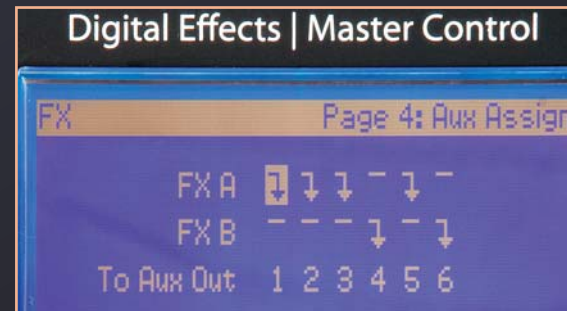 Digital Effects | Master Control
FX Page 4: Aux Assign
FX A ↴ ↴ ↴ - ↴ -
FX B - - - ↴ - ↴
To Aux Out 1 2 3 4 5 6